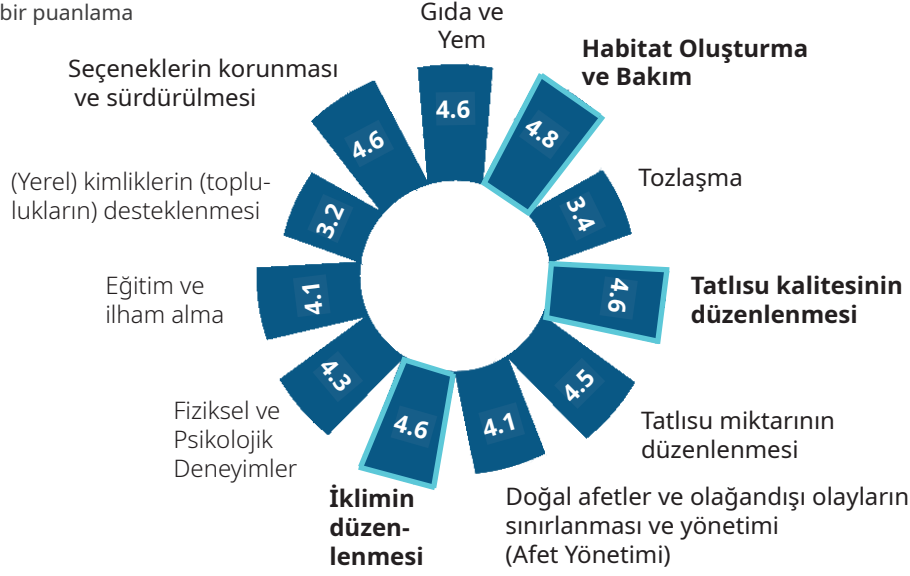 bir puanlama
Gıda ve
Yem
4.6
Habitat Oluşturma
ve Bakım
4.8
Tozlaşma
3.4
Tatlısu kalitesinin
düzenlenmesi
4.6
Tatlısu miktarının
düzenlenmesi
4.5
Doğal afetler ve olağandışı olayların
sınırlanması ve yönetimi
(Afet Yönetimi)
4.1
İklimin
düzen-
lenmesi
4.6
Fiziksel ve
Psikolojik
Deneyimler
4.3
Eğitim ve
ilham alma
4.1
(Yerel) kimliklerin (toplu-
lukların) desteklenmesi
3.2
Seçeneklerin korunması
ve sürdürülmesi
4.6